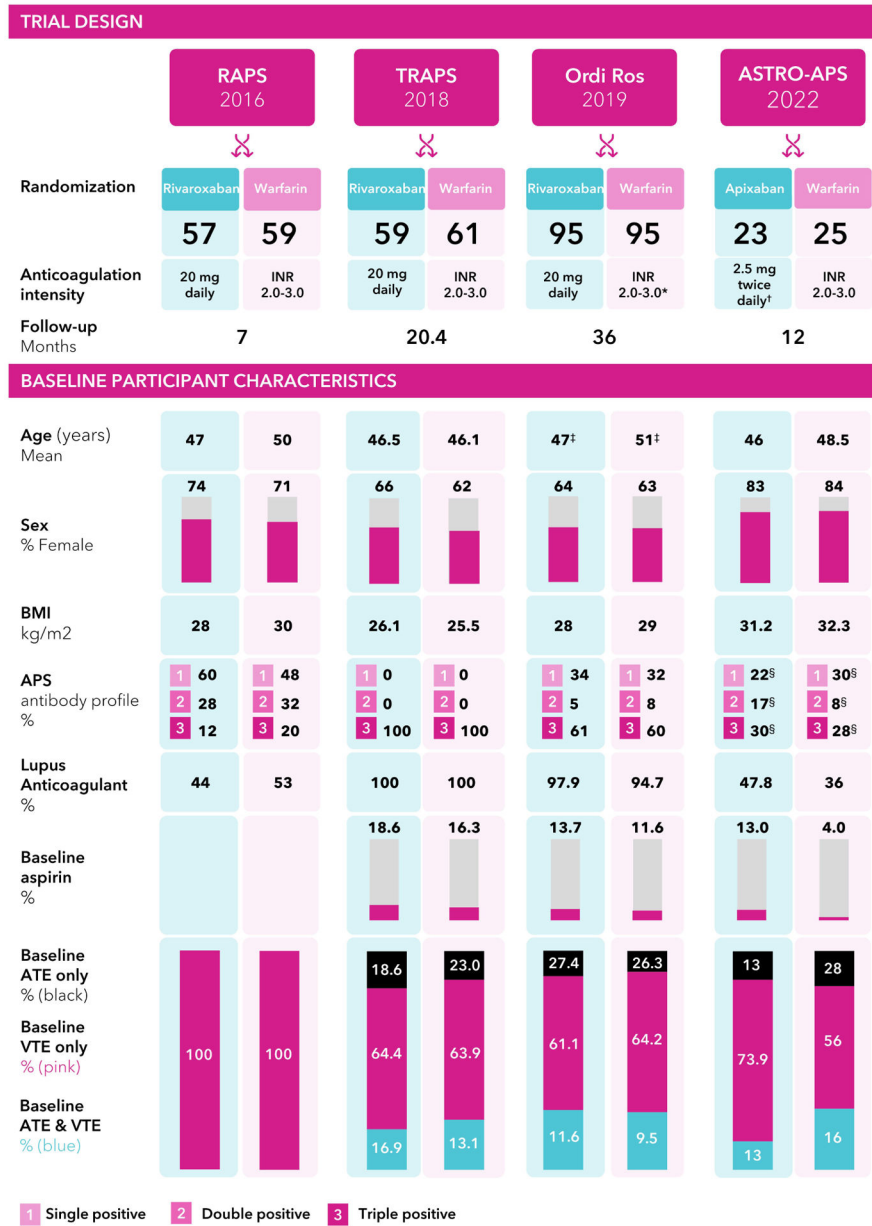 TRIAL DESIGN
RAPS TRAPS Ordi Ros ASTRO-APS
2016 2018 2019 2022
Randomization Rivaroxaban Warfarin Rivaroxaban Warfarin Rivaroxaban Warfarin Apixaban Warfarin
57 59 59 61 95 95 23 25
Anticoagulation intensity 20 mg daily INR 2.0-3.0 20 mg daily INR 2.0-3.0 20 mg daily INR 2.0-3.0* 2.5 mg twice daily† INR 2.0-3.0
Follow-up
Months 7 20.4 36 12
BASELINE PARTICIPANT CHARACTERISTICS
Age (years)
Mean 47 50 46.5 46.1 47‡ 51‡ 46 48.5
74 71 66 62 64 63 83 84
Sex
% Female
BMI
kg/m2 28 30 26.1 25.5 28 29 31.2 32.3
APS
antibody profile
%
1 60 1 48 1 0 1 0 1 34 1 32 1 22§ 1 30§
2 28 2 32 2 0 2 0 2 5 2 8 2 17§ 2 8§
3 12 3 20 3 100 3 100 3 61 3 60 3 30§ 3 28§
Lupus
Anticoagulant
% 44 53 100 100 97.9 94.7 47.8 36
18.6 16.3 13.7 11.6 13.0 4.0
Baseline
aspirin
%
Baseline
ATE only
% (black) 18.6 23.0 27.4 26.3 13 28
Baseline
VTE only
% (pink) 100 100 64.4 63.9 61.1 64.2 73.9 56
Baseline
ATE & VTE
% (blue) 16.9 13.1 11.6 9.5 13 16
1 Single positive 2 Double positive 3 Triple positive